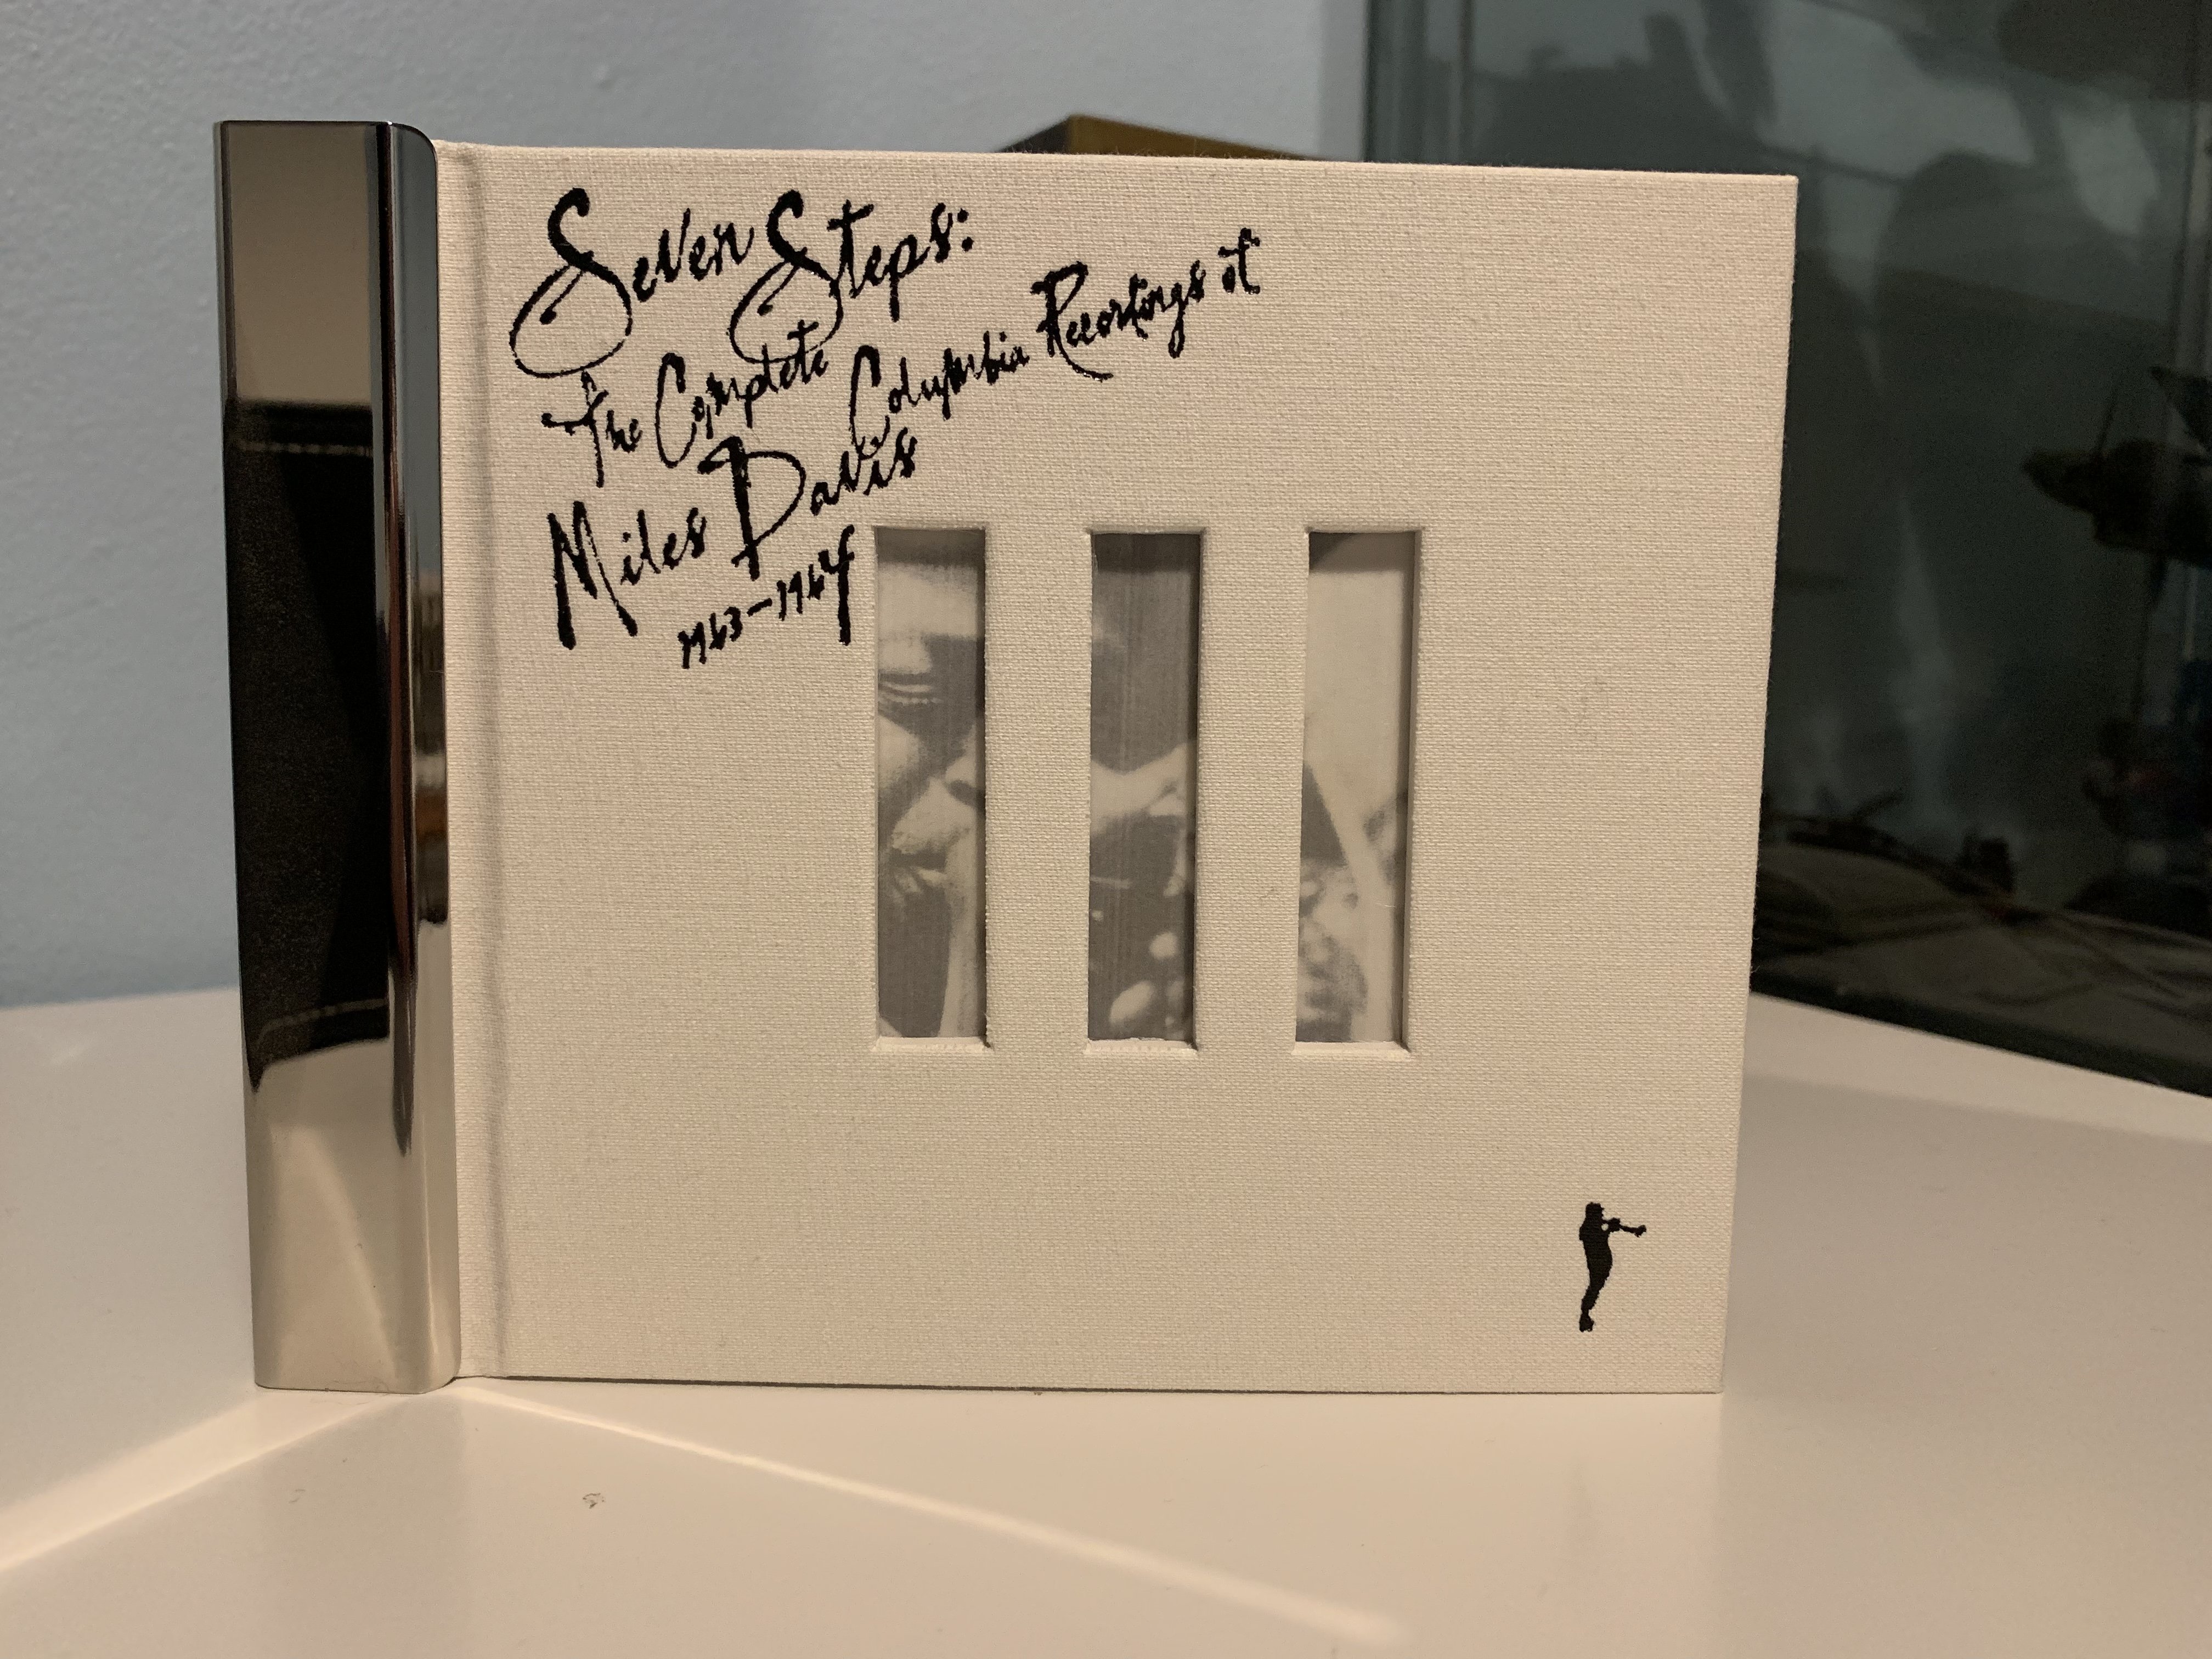 Seven Steps:
The Complete Columbia Recordings of
Miles Davis
1963-1964